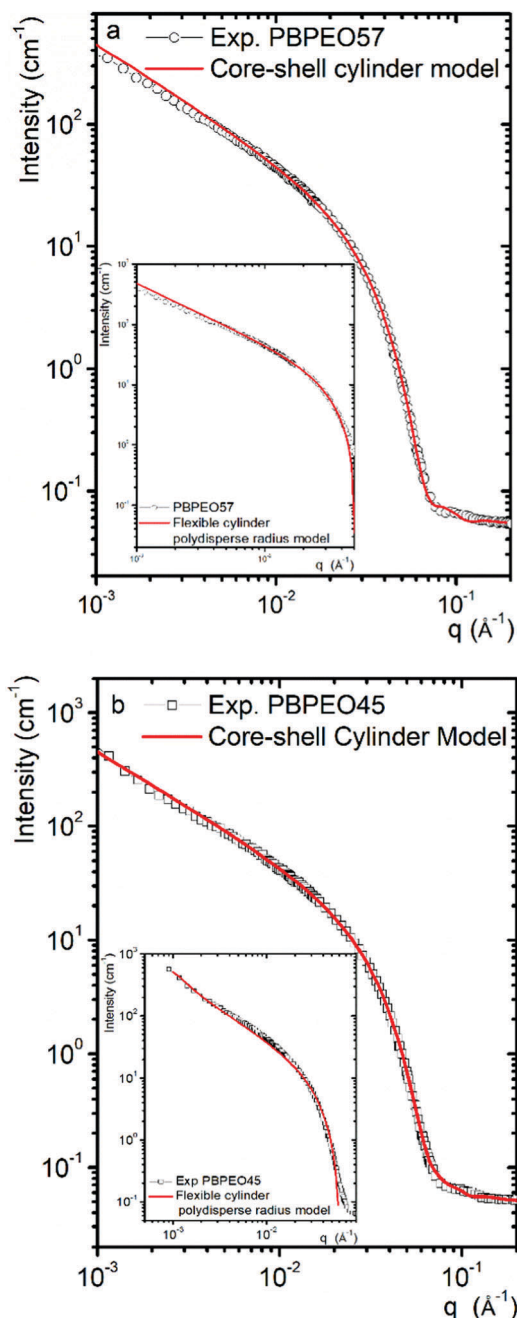 a
Exp. PBPEO57
Core-shell cylinder model
Intensity (cm⁻¹)
10²
10¹
10⁰
10⁻¹
Intensity (cm⁻¹)
PBPEO57
Flexible cylinder
polydisperse radius model
q (Å⁻¹)
10⁻³ 10⁻² 10⁻¹
q (Å⁻¹)
b
Exp. PBPEO45
Core-shell Cylinder Model
Intensity (cm⁻¹)
10³
10²
10¹
10⁰
10⁻¹
Intensity (cm⁻¹)
10³
10²
10¹
10⁰
10⁻¹
Exp PBPEO45
Flexible cylinder
polydisperse radius model
10⁻³ 10⁻²
q (Å⁻¹)
10⁻³ 10⁻² 10⁻¹
q (Å⁻¹)